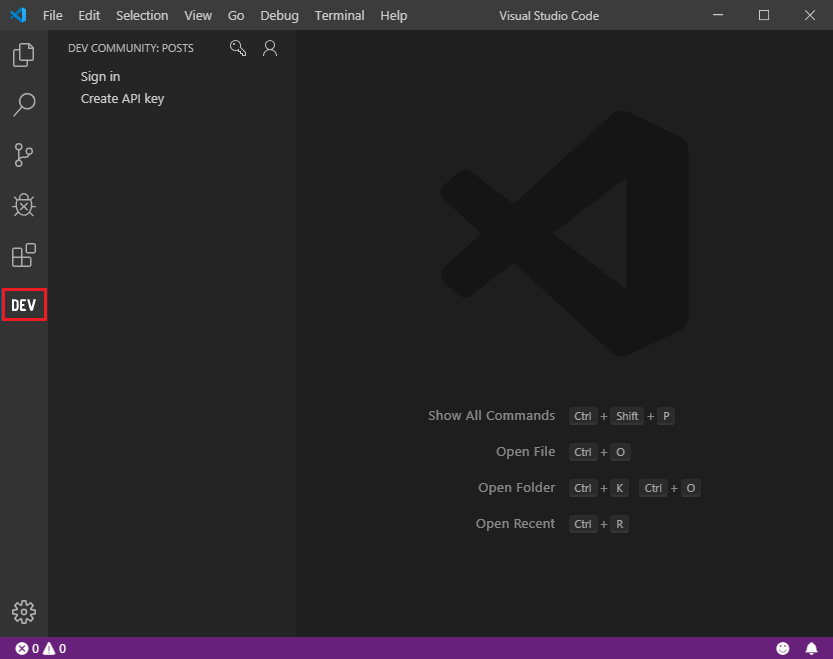 File Edit Selection View Go Debug Terminal Help Visual Studio Code
DEV COMMUNITY: POSTS
Sign in
Create API key
DEV
Show All Commands Ctrl + Shift + P
Open File Ctrl + O
Open Folder Ctrl + K Ctrl + O
Open Recent Ctrl + R
0 0